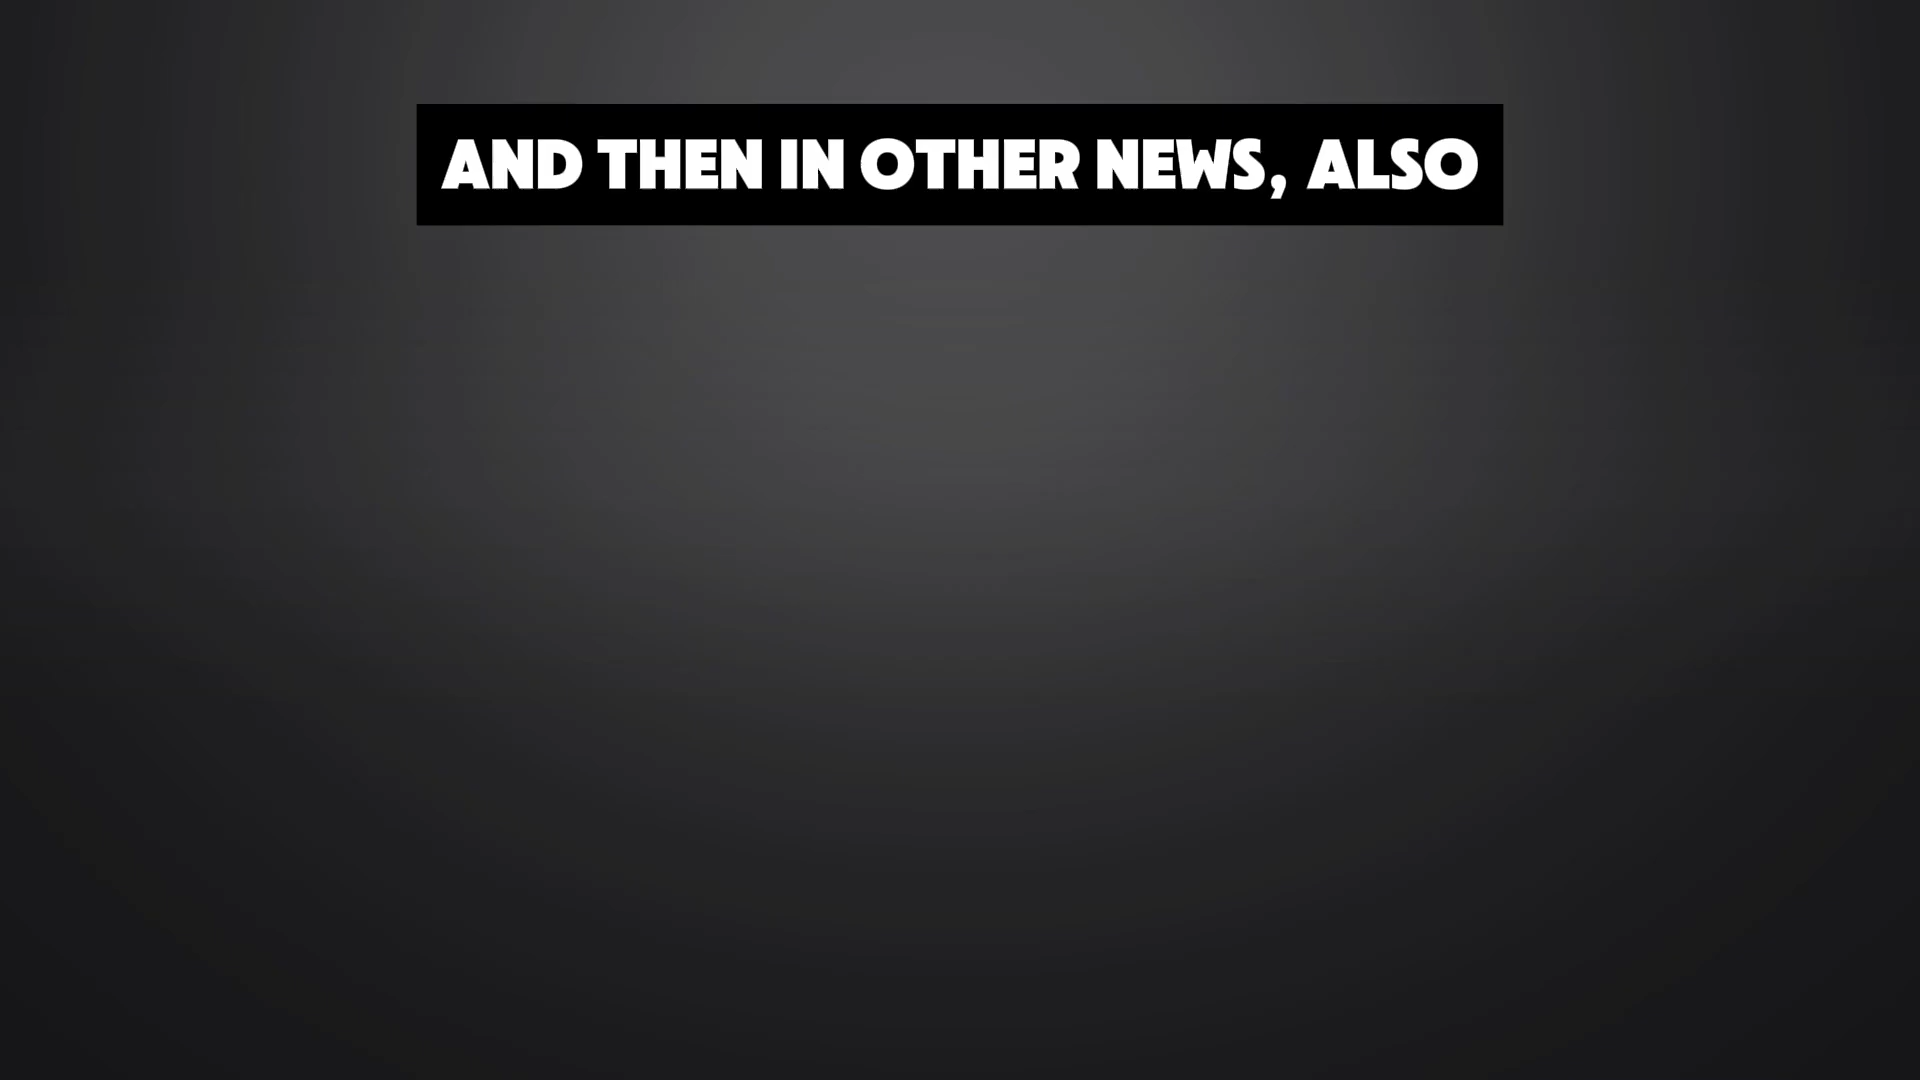 AND THEN IN OTHER NEWS, ALSO